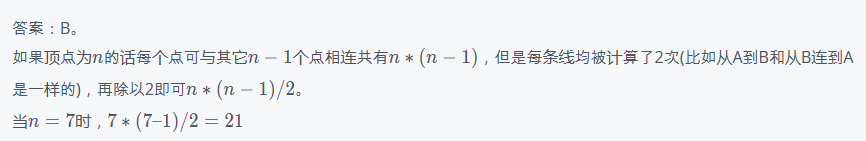 答案：B。
如果顶点为n的话每个点可与其它n − 1个点相连共有n ∗ (n − 1)，但是每条线均被计算了2次(比如从A到B和从B连到A
是一样的)，再除以2即可n ∗ (n − 1)/2。
当n = 7时，7 ∗ (7–1)/2 = 21